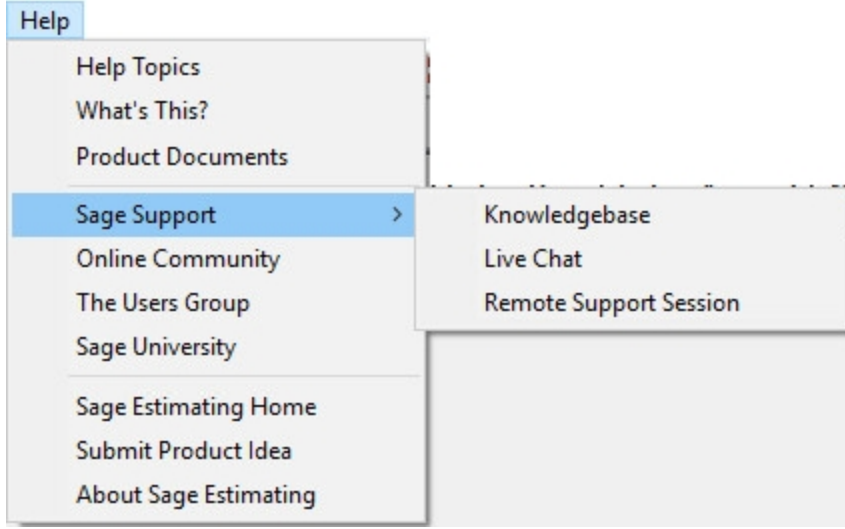 Help
Help Topics
What's This?
Product Documents
Sage Support >
Knowledgebase
Live Chat
Remote Support Session
Online Community
The Users Group
Sage University
Sage Estimating Home
Submit Product Idea
About Sage Estimating